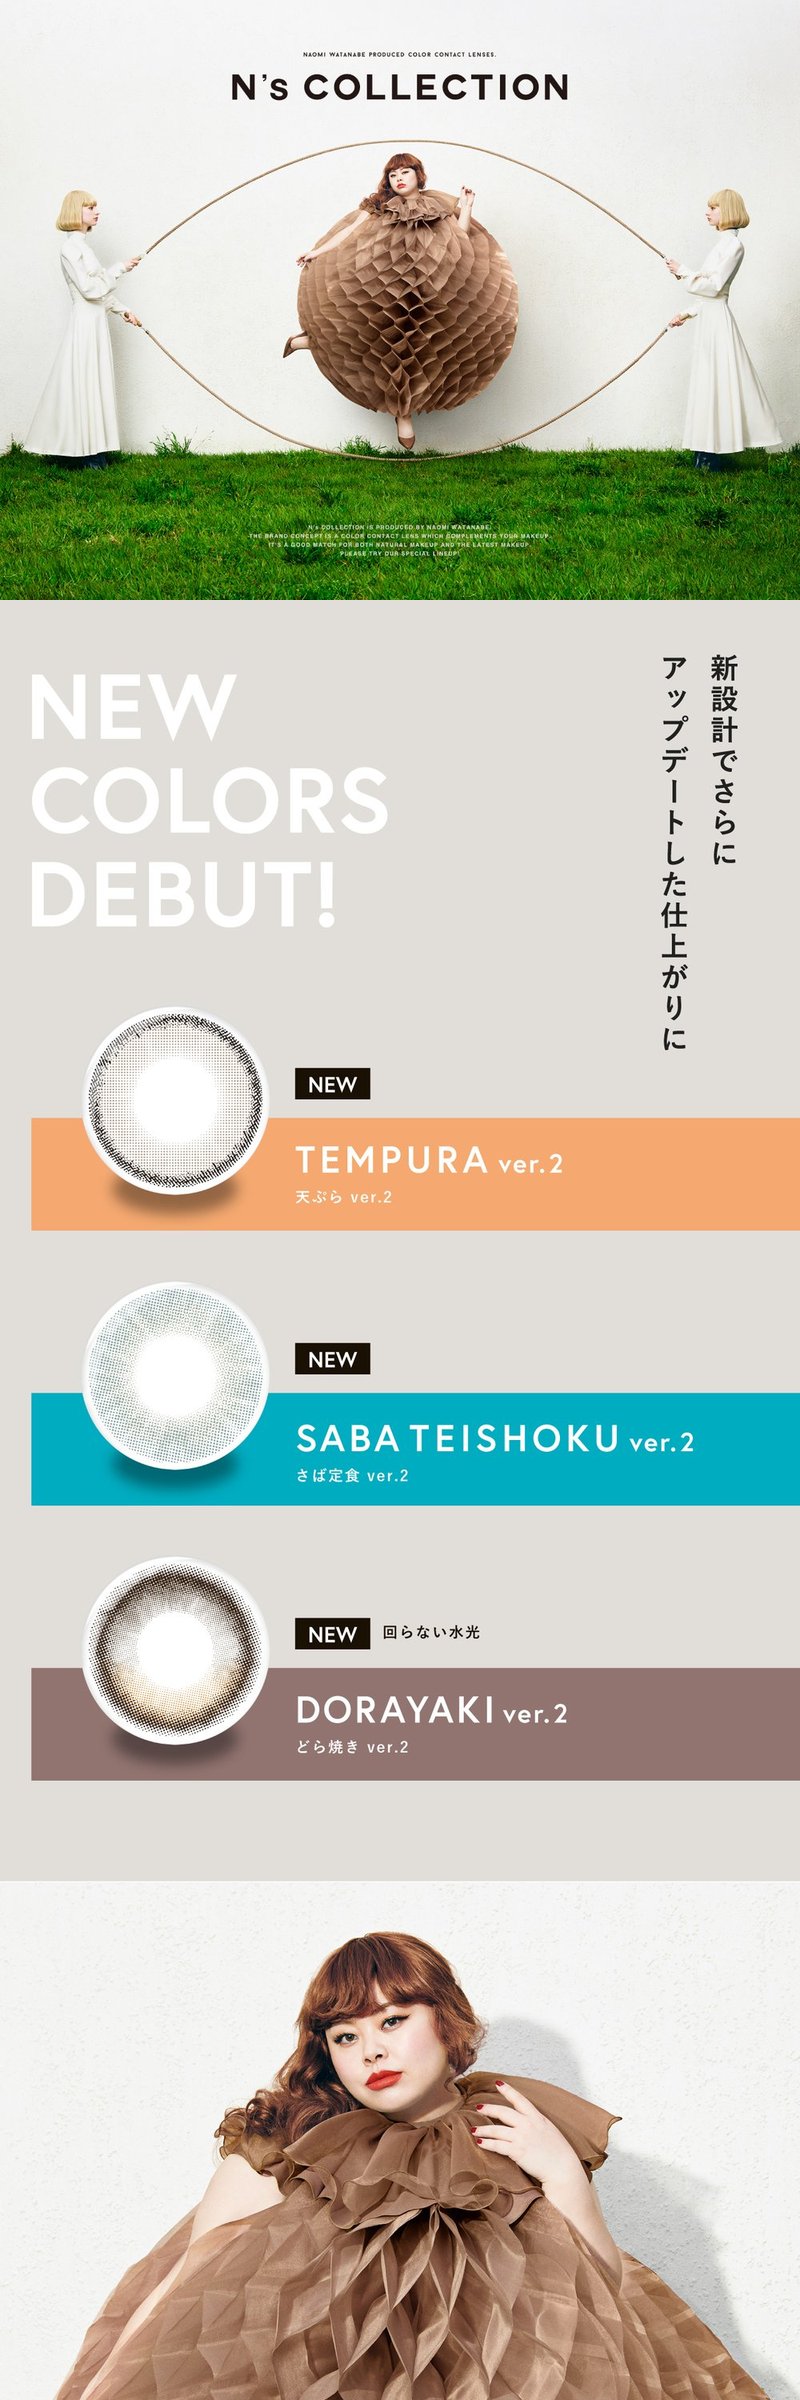 NAOMI WATANABE PRODUCED COLOR CONTACT LENSES.
N's COLLECTION
N's COLLECTION IS PRODUCED BY NAOMI WATANABE.
THE BRAND CONCEPT IS A COLOR CONTACT LENS WHICH COMPLEMENTS YOUR MAKEUP.
IT'S A GOOD MATCH FOR BOTH NATURAL MAKEUP AND THE LATEST MAKEUP.
PLEASE TRY OUR SPECIAL LINEUP!
新設計でさらに
アップデートした仕上がりに
NEW
COLORS
DEBUT!
NEW
TEMPURA ver.2
天ぷら ver.2
NEW
SABA TEISHOKU ver.2
さば定食 ver.2
NEW 回らない水光
DORAYAKI ver.2
どら焼き ver.2